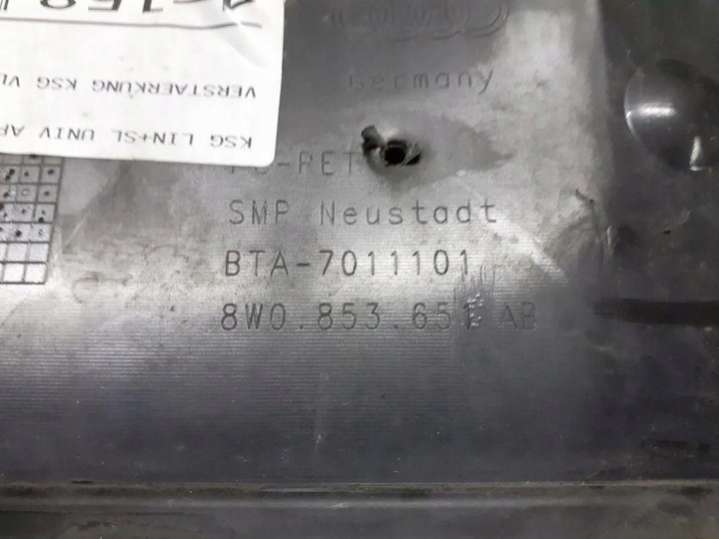 Germany
SMP Neustadt
BTA-7011101
8W0.853.651 AB
KSG LIN+SL UNIV
VERSTAERKUNG KSG